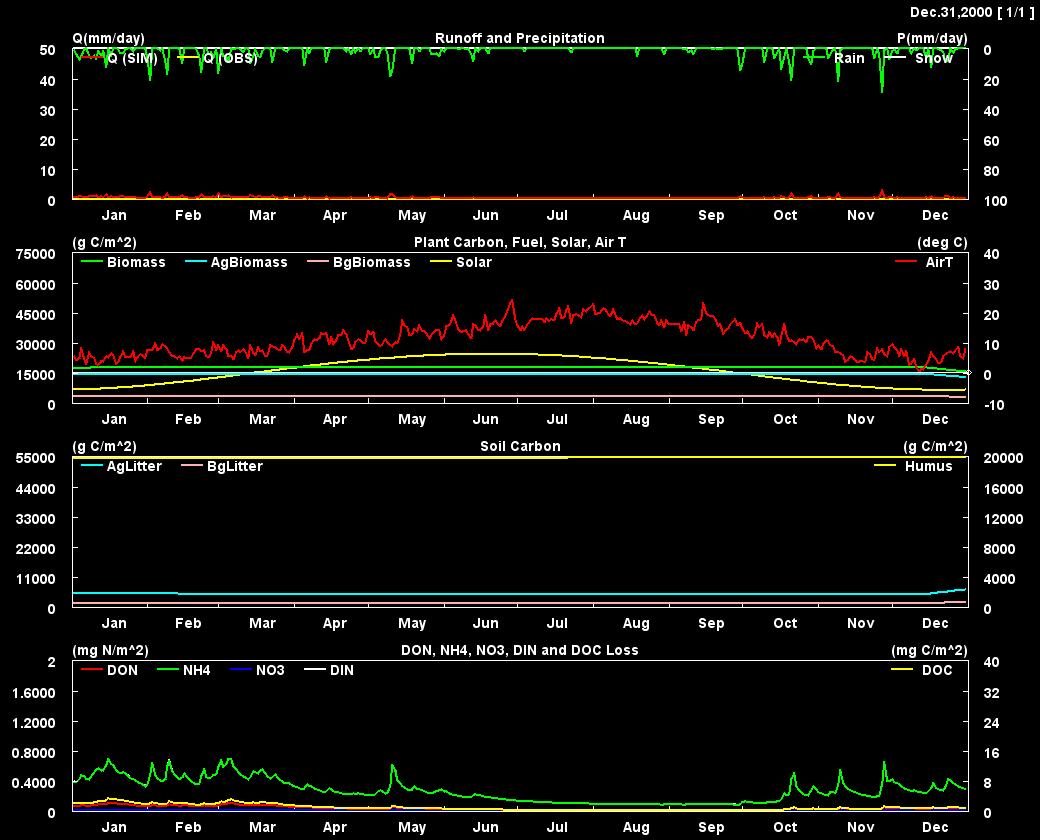 Dec.31,2000 [ 1/1 ]
Q(mm/day) Runoff and Precipitation P(mm/day)
50 Q (SIM) Q (OBS) Rain Snow 0
40 20
30 40
20 60
10 80
0 100
Jan Feb Mar Apr May Jun Jul Aug Sep Oct Nov Dec
(g C/m^2) Plant Carbon, Fuel, Solar, Air T (deg C)
75000 Biomass AgBiomass BgBiomass Solar AirT 40
60000 30
45000 20
30000 10
15000 0
0 -10
Jan Feb Mar Apr May Jun Jul Aug Sep Oct Nov Dec
(g C/m^2) Soil Carbon (g C/m^2)
55000 AgLitter BgLitter Humus 20000
44000 16000
33000 12000
22000 8000
11000 4000
0 0
Jan Feb Mar Apr May Jun Jul Aug Sep Oct Nov Dec
(mg N/m^2) DON, NH4, NO3, DIN and DOC Loss (mg C/m^2)
2 DON NH4 NO3 DIN DOC 40
1.6000 32
1.2000 24
0.8000 16
0.4000 8
0 0
Jan Feb Mar Apr May Jun Jul Aug Sep Oct Nov Dec